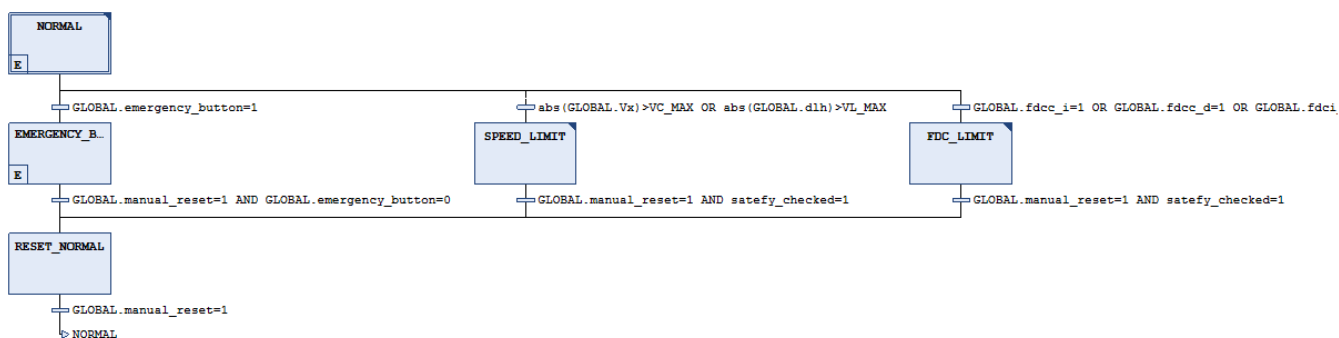 NORMAL
E
GLOBAL.emergency_button=1
abs(GLOBAL.Vx)>VC_MAX OR abs(GLOBAL.dlh)>VL_MAX
GLOBAL.fdcc_i=1 OR GLOBAL.fdcc_d=1 OR GLOBAL.fdci_
EMERGENCY_B...
E
SPEED_LIMIT
FDC_LIMIT
GLOBAL.manual_reset=1 AND GLOBAL.emergency_button=0
GLOBAL.manual_reset=1 AND satefy_checked=1
GLOBAL.manual_reset=1 AND satefy_checked=1
RESET_NORMAL
GLOBAL.manual_reset=1
NORMAL